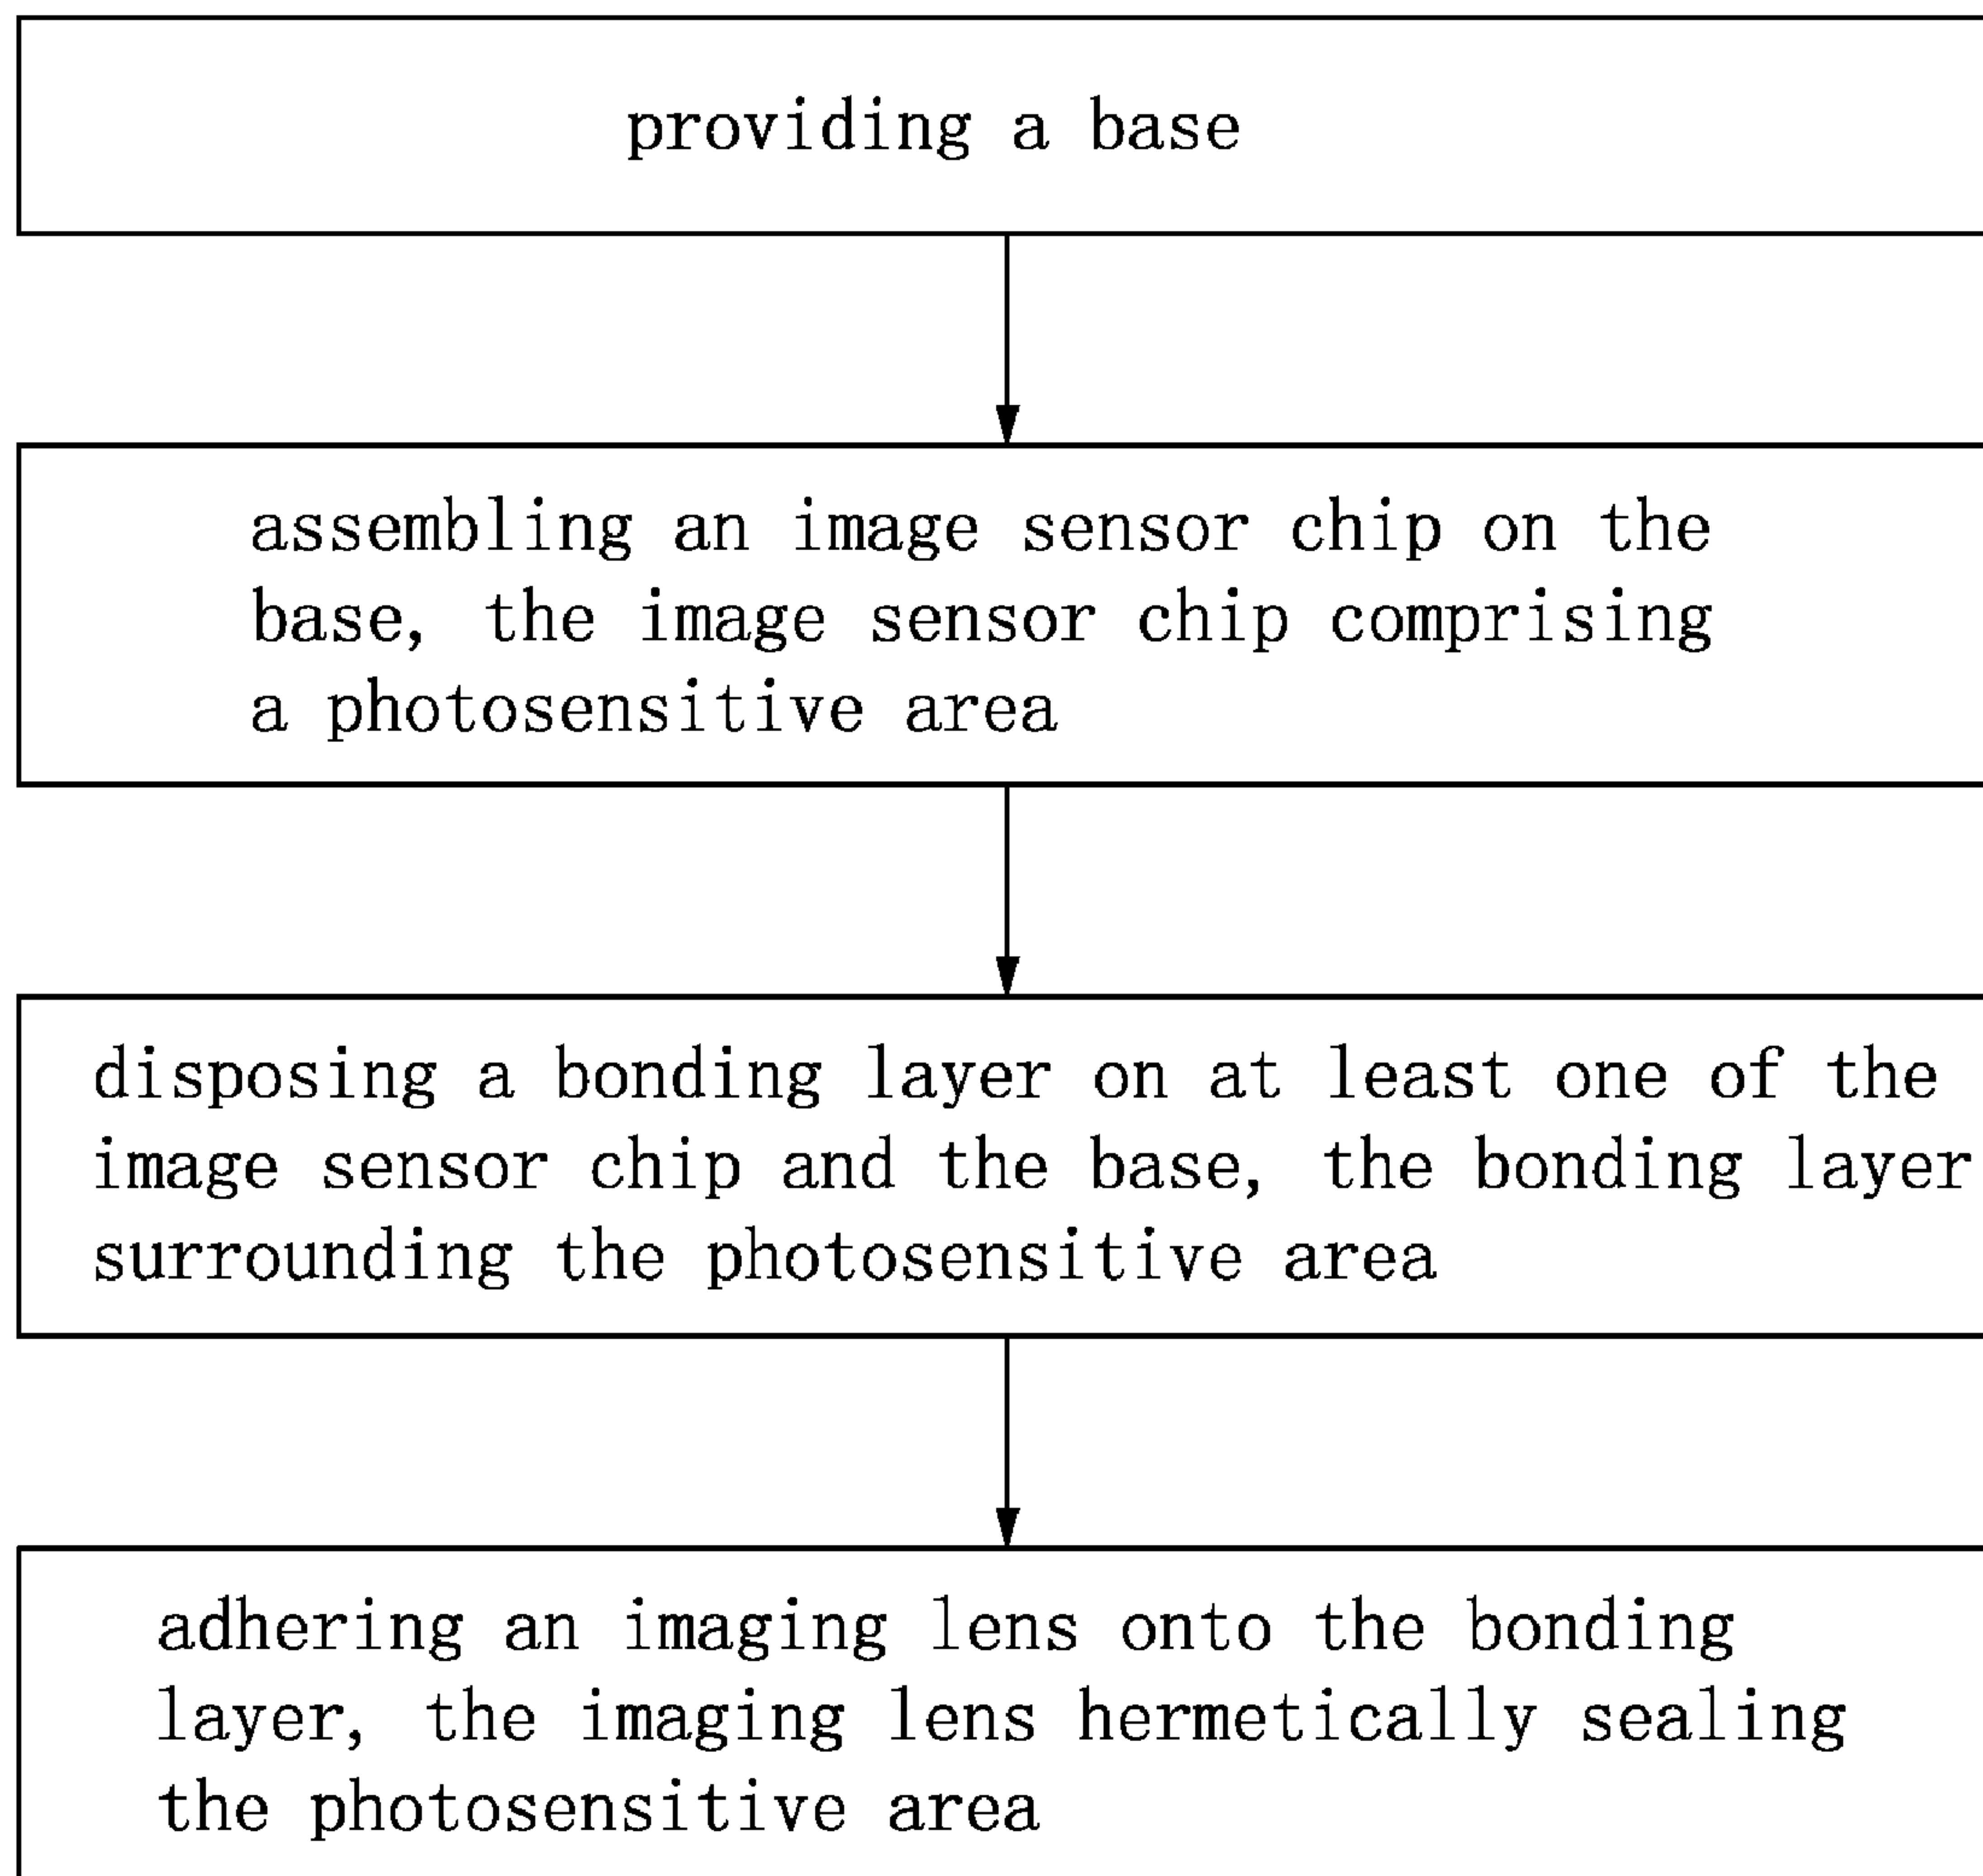 providing a base
assembling an image sensor chip on the
base, the image sensor chip comprising
a photosensitive area
disposing a bonding layer on at least one of the
image sensor chip and the base, the bonding layer
surrounding the photosensitive area
adhering an imaging lens onto the bonding
layer, the imaging lens hermetically sealing
the photosensitive area